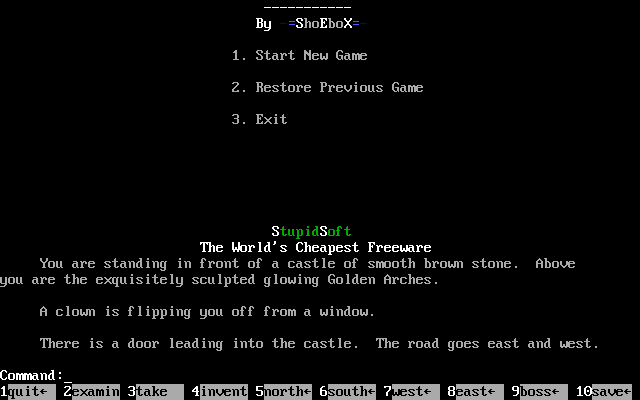 -----------
By -=ShoEboX=-
1. Start New Game
2. Restore Previous Game
3. Exit
StupidSoft
The World's Cheapest Freeware
You are standing in front of a castle of smooth brown stone.  Above
you are the exquisitely sculpted glowing Golden Arches.
A clown is flipping you off from a window.
There is a door leading into the castle.  The road goes east and west.
Command:_
1quit← 2examin 3take 4invent 5north← 6south← 7west← 8east← 9boss← 10save←